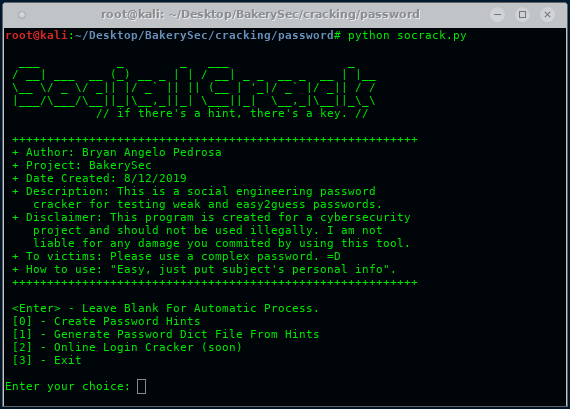 root@kali: ~/Desktop/BakerySec/cracking/password
root@kali:~/Desktop/BakerySec/cracking/password# python socrack.py
Social Crack
// if there's a hint, there's a key. //
++++++++++++++++++++++++++++++++++++++++++++++++++++++++++
+ Author: Bryan Angelo Pedrosa
+ Project: BakerySec
+ Date Created: 8/12/2019
+ Description: This is a social engineering password
cracker for testing weak and easy2guess passwords.
+ Disclaimer: This program is created for a cybersecurity
project and should not be used illegally. I am not
liable for any damage you commited by using this tool.
+ To victims: Please use a complex password. =D
+ How to use: "Easy, just put subject's personal info".
++++++++++++++++++++++++++++++++++++++++++++++++++++++++++
<Enter> - Leave Blank For Automatic Process.
[0] - Create Password Hints
[1] - Generate Password Dict File From Hints
[2] - Online Login Cracker (soon)
[3] - Exit
Enter your choice: